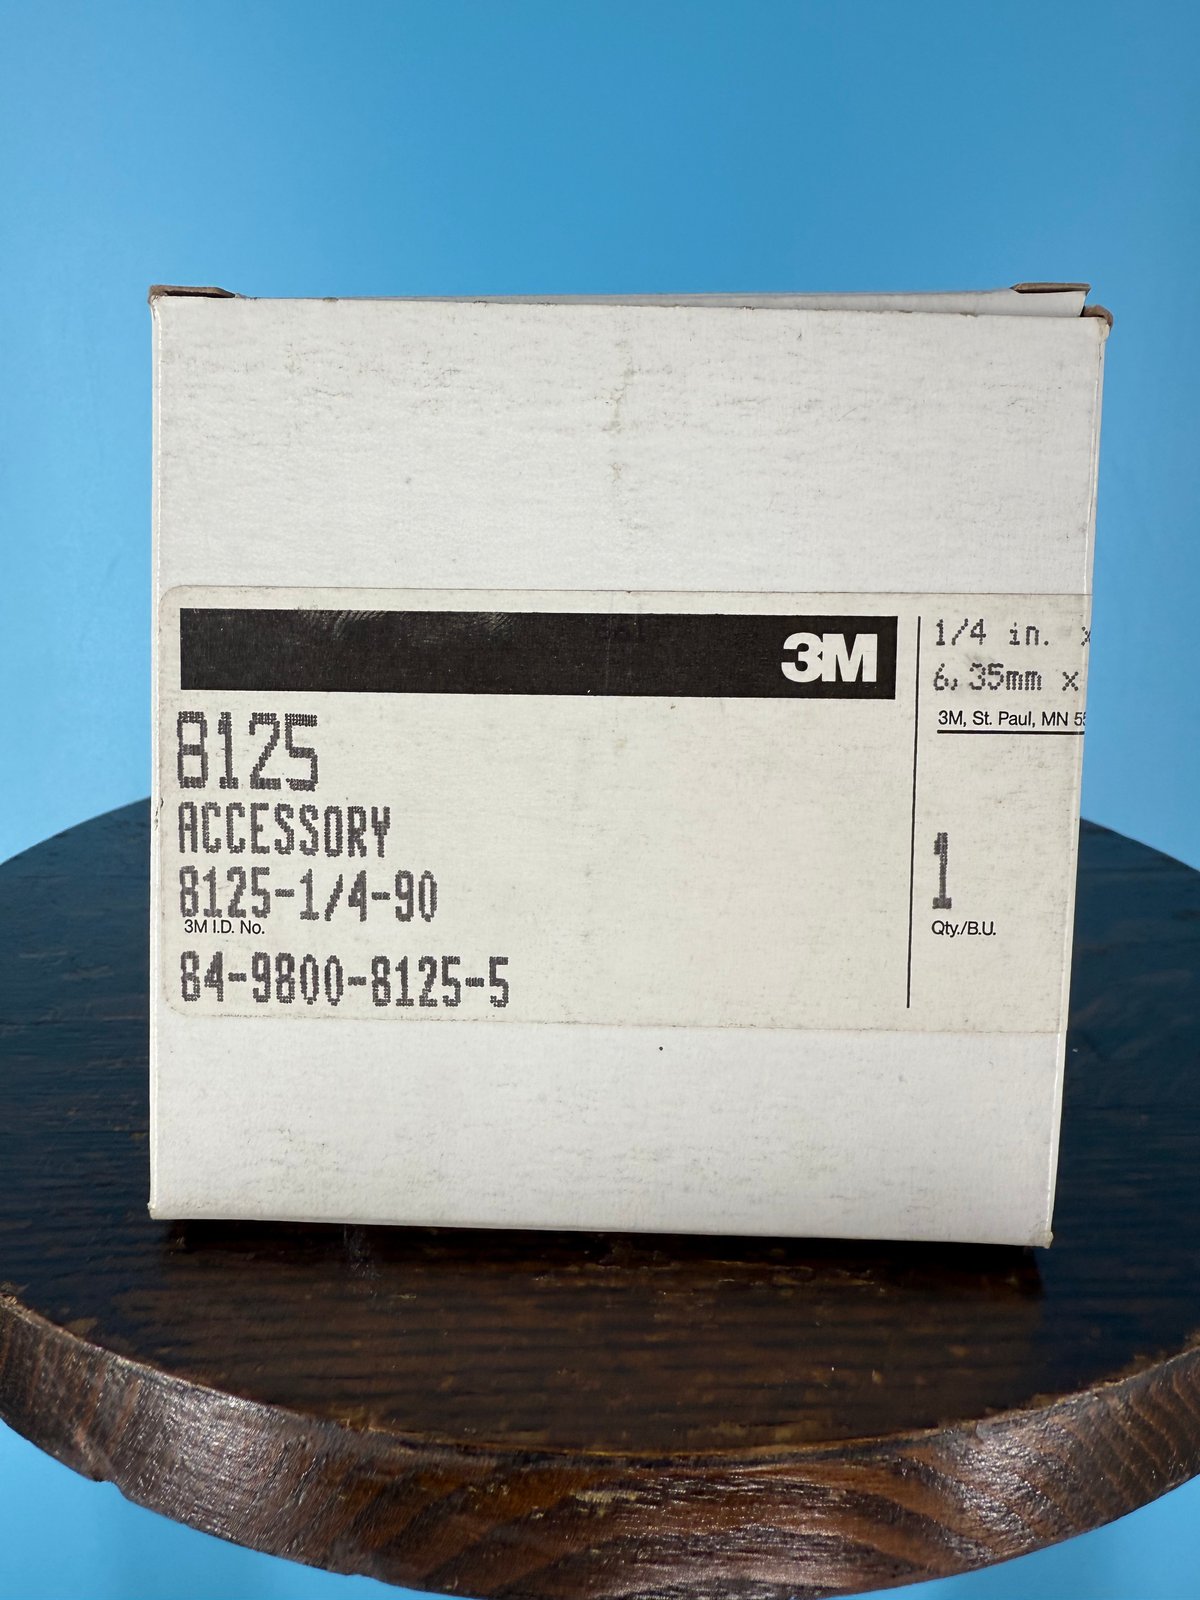 3M
8125
ACCESSORY
8125-1/4-90
3M I.D. No.
84-9800-8125-5
1/4 in. x
6,35mm x
3M, St. Paul, MN 55
1
Qty./B.U.